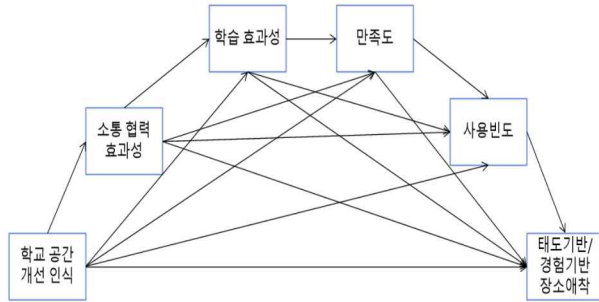 학습 효과성
만족도
소통 협력
효과성
사용빈도
학교 공간
개선 인식
태도기반/
경험기반
장소애착